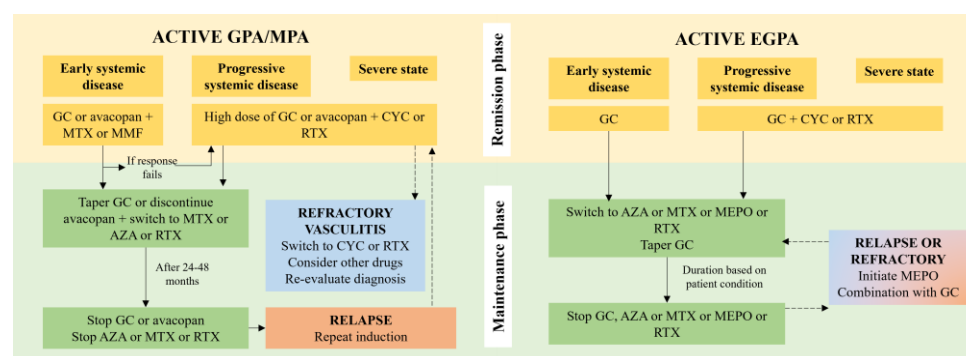 ACTIVE GPA/MPA
Early systemic
disease
Progressive
systemic disease
Severe state
GC or avacopan +
MTX or MMF
High dose of GC or avacopan + CYC or
RTX
If response
fails
Taper GC or discontinue
avacopan + switch to MTX or
AZA or RTX
REFRACTORY
VASCULITIS
Switch to CYC or RTX
Consider other drugs
Re-evaluate diagnosis
After 24-48
months
Stop GC or avacopan
Stop AZA or MTX or RTX
RELAPSE
Repeat induction
Remission phase
Maintenance phase
ACTIVE EGPA
Early systemic
disease
Progressive
systemic disease
Severe state
GC
GC + CYC or RTX
Switch to AZA or MTX or MEPO or
RTX
Taper GC
RELAPSE OR
REFRACTORY
Initiate MEPO
Combination with GC
Duration based on
patient condition
Stop GC, AZA or MTX or MEPO or
RTX